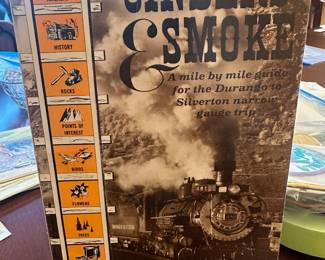 & SMOKE
A mile by mile guide
for the Durango to
Silverton narrow
gauge trip
HISTORY
ROCKS
POINTS OF
INTEREST
BIRDS
FLOWERS
TREES